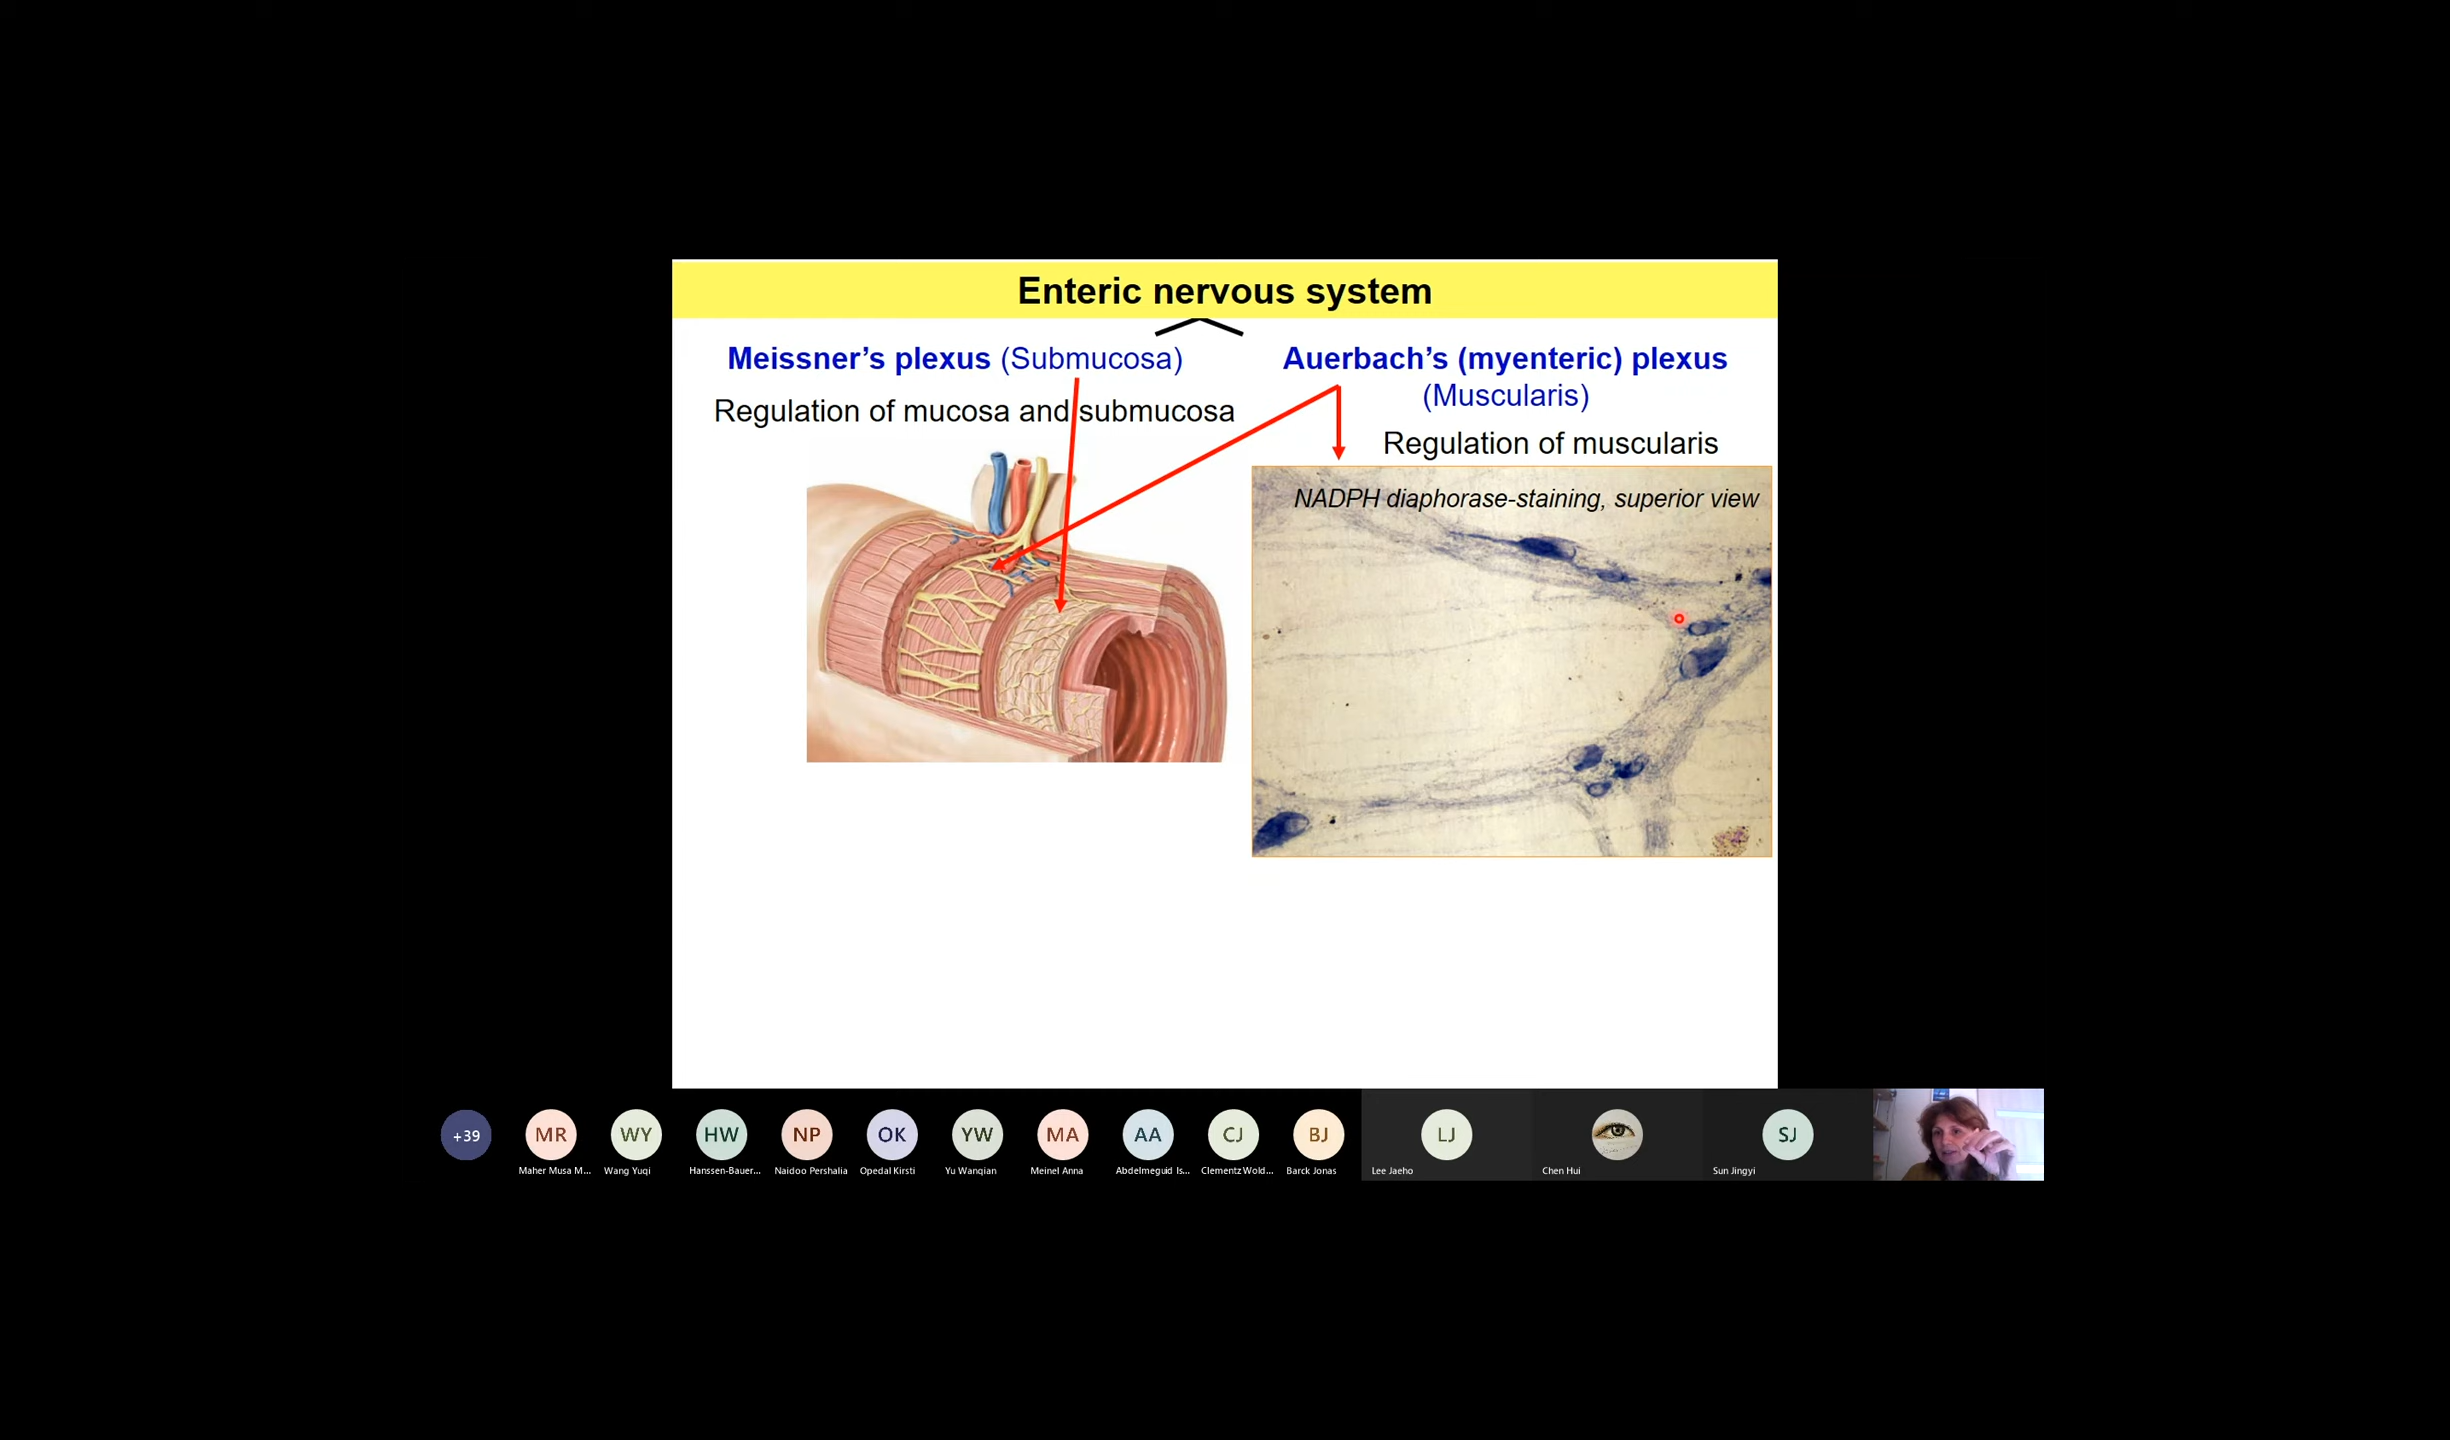 Enteric nervous system
Meissner’s plexus (Submucosa)
Regulation of mucosa and submucosa
Auerbach’s (myenteric) plexus
(Muscularis)
Regulation of muscularis
NADPH diaphorase-staining, superior view
+39
MR
WY
HW
NP
OK
YW
MA
AA
CJ
BJ
LJ
SJ
Maher Musa M...
Wang Yuqi
Hanssen-Bauer...
Naidoo Pershalia
Opedal Kirsti
Yu Wanqian
Meinel Anna
Abdelmeguid Is...
Clementz Wold...
Barck Jonas
Lee Jaeho
Chen Hui
Sun Jingyi